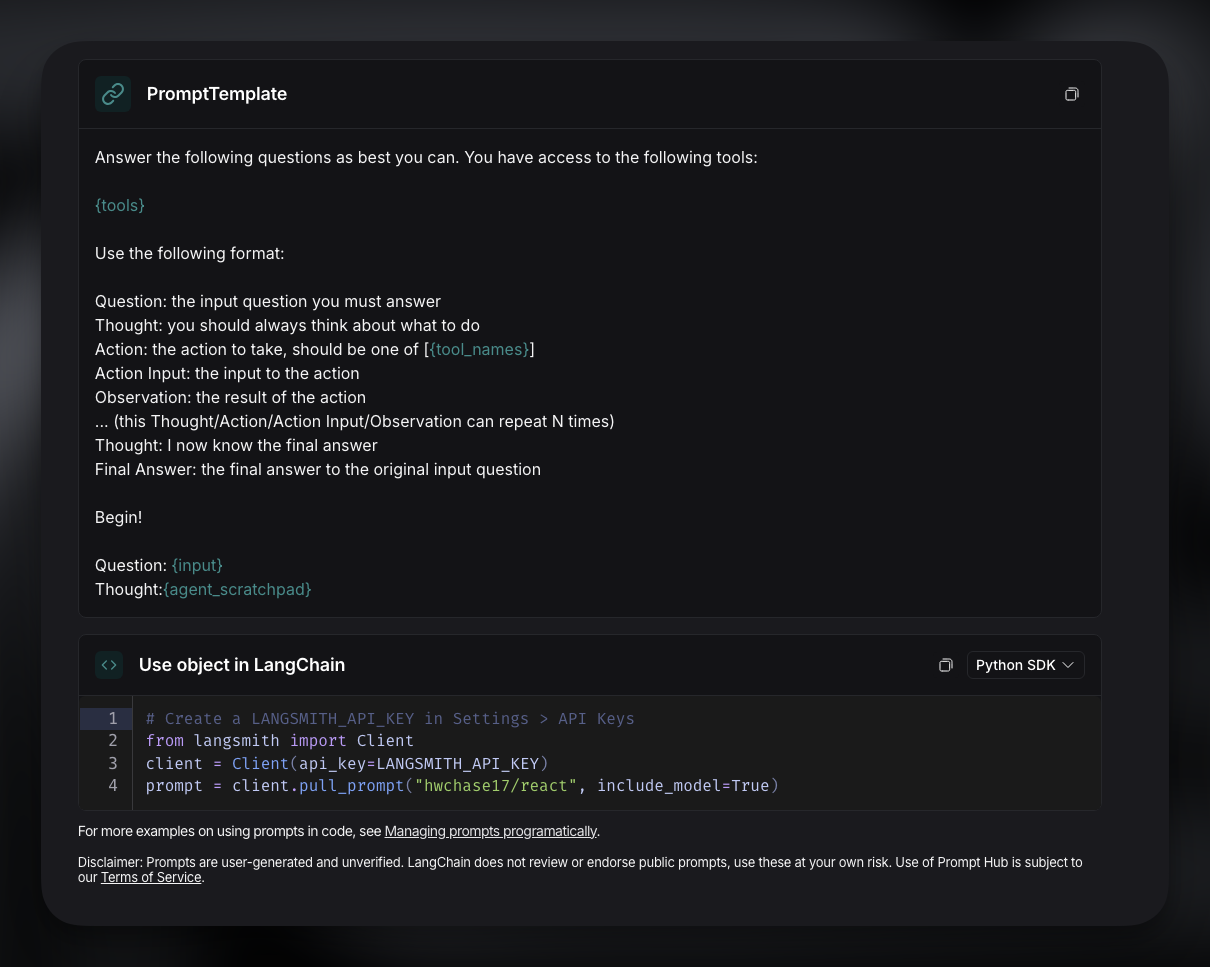 PromptTemplate
Answer the following questions as best you can. You have access to the following tools:
{tools}
Use the following format:
Question: the input question you must answer
Thought: you should always think about what to do
Action: the action to take, should be one of [{tool_names}]
Action Input: the input to the action
Observation: the result of the action
... (this Thought/Action/Action Input/Observation can repeat N times)
Thought: I now know the final answer
Final Answer: the final answer to the original input question
Begin!
Question: {input}
Thought:{agent_scratchpad}
Use object in LangChain
Python SDK
1 # Create a LANGSMITH_API_KEY in Settings > API Keys
2 from langsmith import Client
3 client = Client(api_key=LANGSMITH_API_KEY)
4 prompt = client.pull_prompt("hwchase17/react", include_model=True)
For more examples on using prompts in code, see Managing prompts programatically.
Disclaimer: Prompts are user-generated and unverified. LangChain does not review or endorse public prompts, use these at your own risk. Use of Prompt Hub is subject to
our Terms of Service.